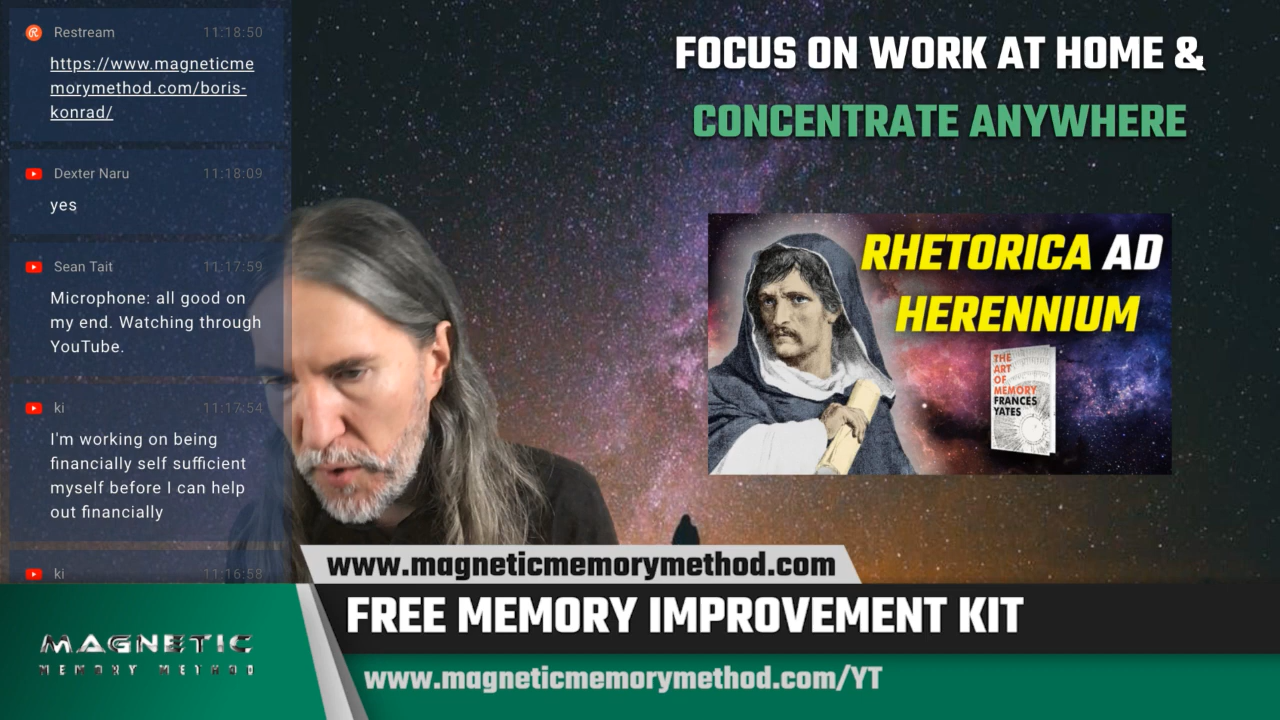 Restream 11:18:50
https://www.magneticme
morymethod.com/boris-
konrad/
Dexter Naru 11:18:09
yes
Sean Tait 11:17:59
Microphone: all good on
my end. Watching through
YouTube.
ki 11:17:54
I'm working on being
financially self sufficient
myself before I can help
out financially
ki 11:16:58
FOCUS ON WORK AT HOME &
CONCENTRATE ANYWHERE
RHETORICA AD
HERENNIUM
THE
ART
OF
MEMORY
FRANCES
YATES
www.magneticmemorymethod.com
FREE MEMORY IMPROVEMENT KIT
www.magneticmemorymethod.com/YT
MAGNETIC
MEMORY METHOD